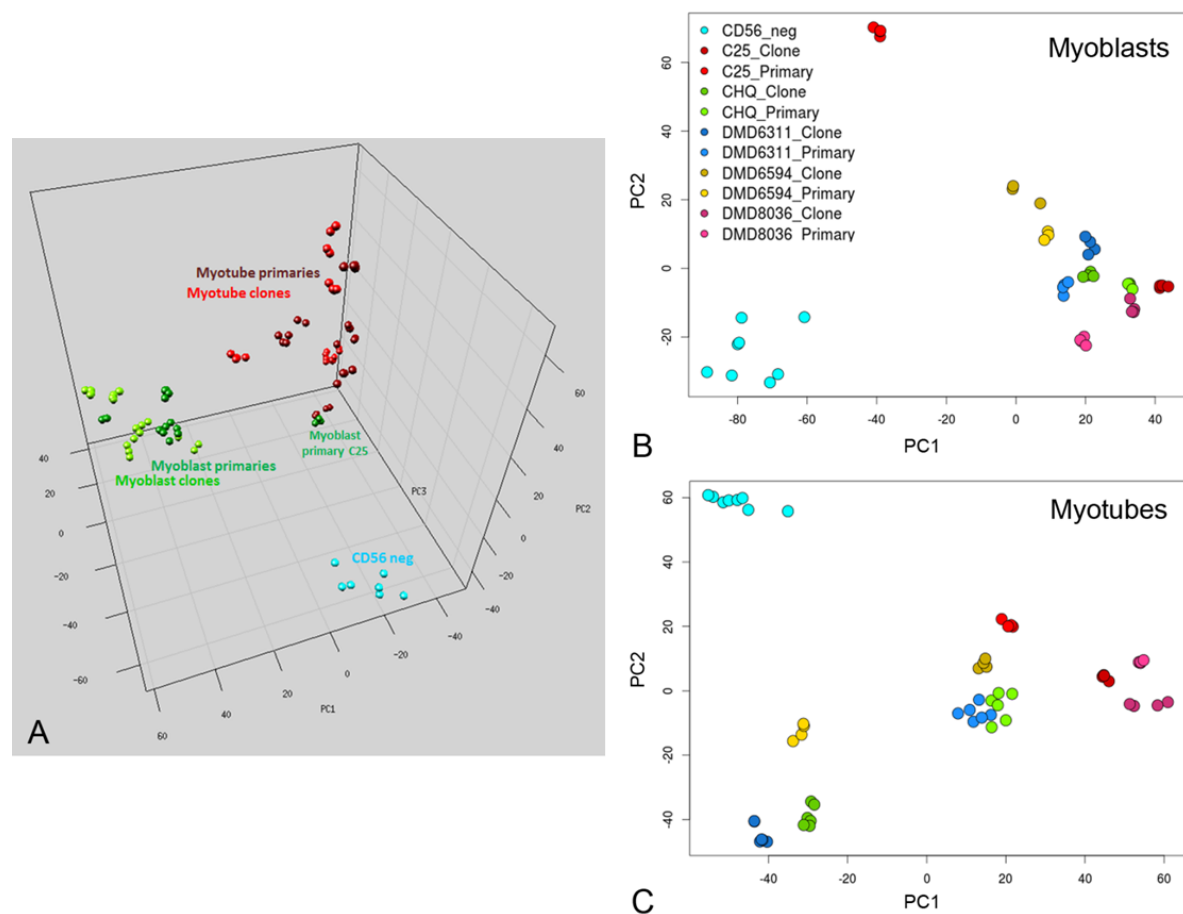 Myotube primaries
Myotube clones
Myoblast
primary C25
Myoblast primaries
Myoblast clones
CD56 neg
PC3
PC2
PC1
60
40
20
0
-20
-40
40
20
0
-20
-40
-60
60
40
20
0
-20
-40
A
Myoblasts
CD56_neg
C25_Clone
C25_Primary
CHQ_Clone
CHQ_Primary
DMD6311_Clone
DMD6311_Primary
DMD6594_Clone
DMD6594_Primary
DMD8036_Clone
DMD8036_Primary
PC2
60
40
20
0
-20
-80
-60
-40
-20
0
20
40
PC1
B
Myotubes
PC2
60
40
20
0
-20
-40
-40
-20
0
20
40
60
PC1
C